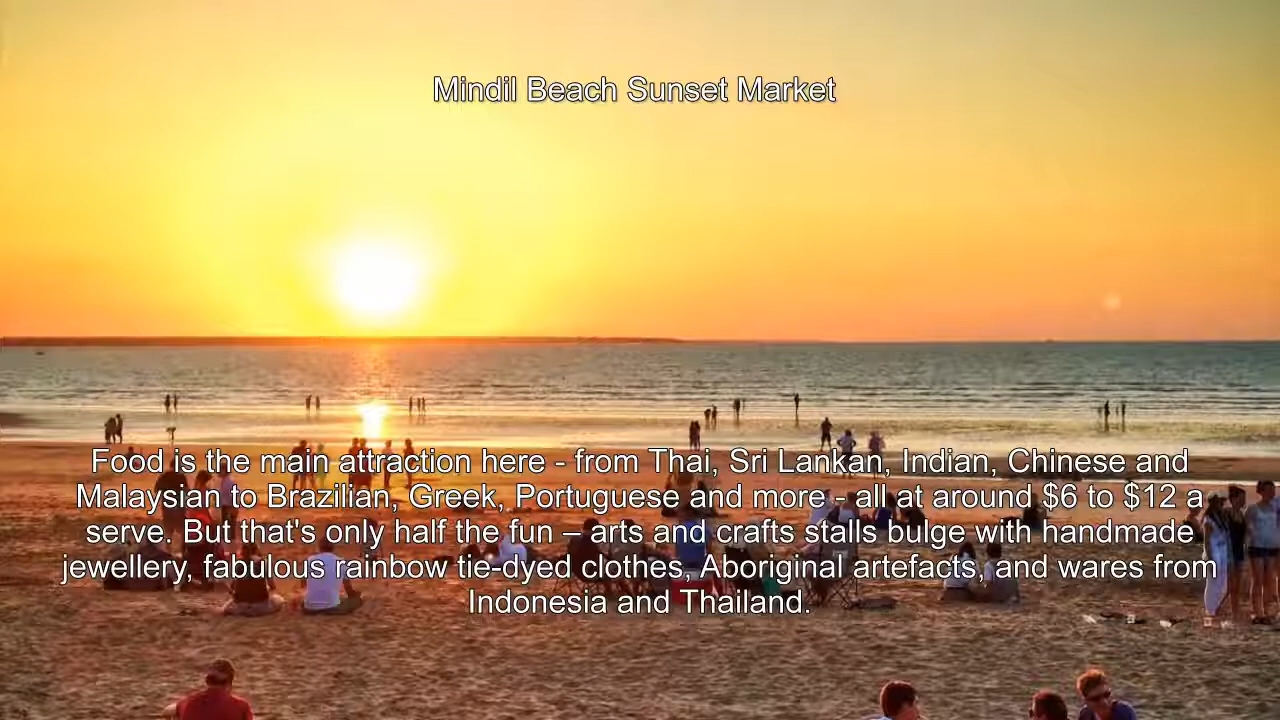 Mindil Beach Sunset Market
Food is the main attraction here - from Thai, Sri Lankan, Indian, Chinese and
Malaysian to Brazilian, Greek, Portuguese and more - all at around $6 to $12 a
serve. But that's only half the fun – arts and crafts stalls bulge with handmade
jewellery, fabulous rainbow tie-dyed clothes, Aboriginal artefacts, and wares from
Indonesia and Thailand.